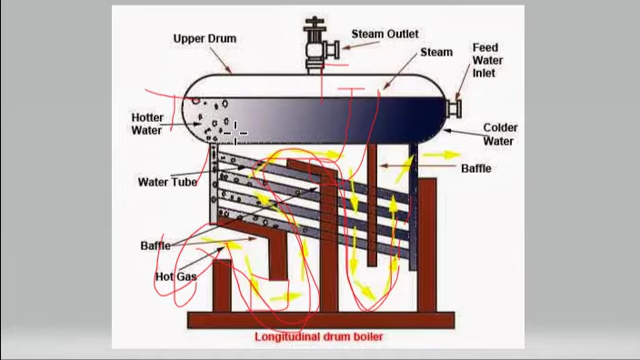 Upper Drum
Steam Outlet
Steam
Feed
Water
Inlet
Hotter
Water
Colder
Water
Water Tube
Baffle
Baffle
Hot Gas
Longitudinal drum boiler